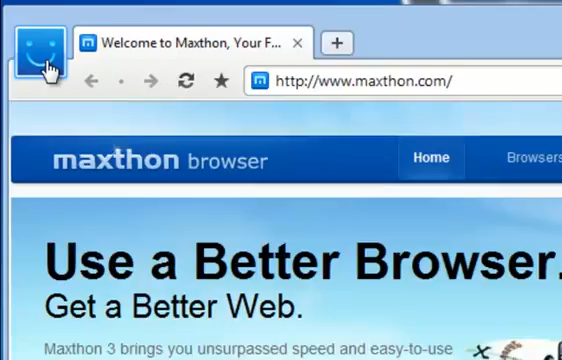 Welcome to Maxthon, Your F...
http://www.maxthon.com/
maxthon browser
Home
Browsers
Use a Better Browser.
Get a Better Web.
Maxthon 3 brings you unsurpassed speed and easy-to-use